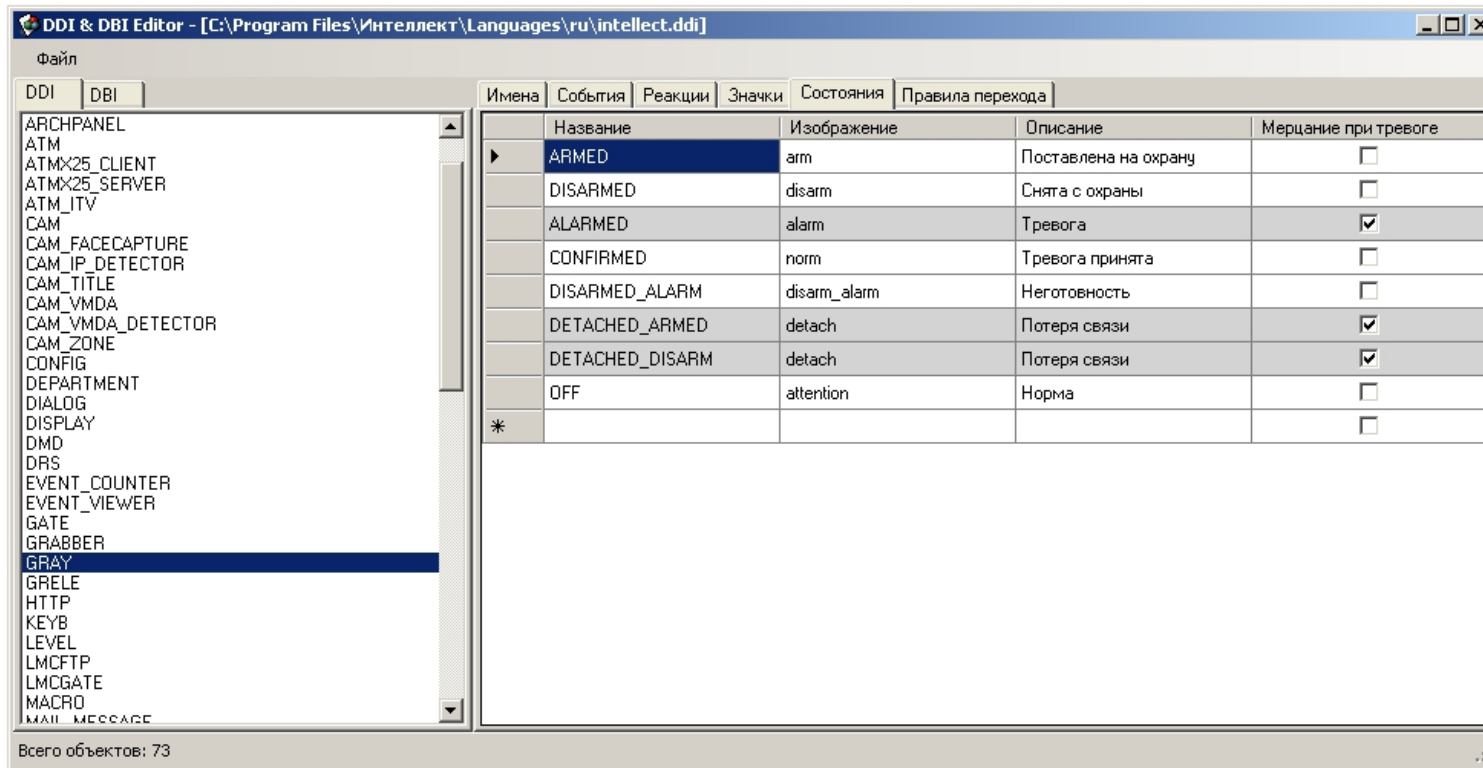 DDI & DBI Editor - [C:\Program Files\Интеллект\Languages\ru\intellect.ddi]
Файл
DDI DBI
ARCHPANEL
ATM
ATMX25_CLIENT
ATMX25_SERVER
ATM_ITV
CAM
CAM_FACECAPTURE
CAM_IP_DETECTOR
CAM_TITLE
CAM_VMDA
CAM_VMDA_DETECTOR
CAM_ZONE
CONFIG
DEPARTMENT
DIALOG
DISPLAY
DMD
DRS
EVENT_COUNTER
EVENT_VIEWER
GATE
GRABBER
GRAY
GRELE
HTTP
KEYB
LEVEL
LMCFTP
LMCGATE
MACRO
MAIL_MESSAGE
Имена События Реакции Значки Состояния Правила перехода
Название Изображение Описание Мерцание при тревоге
ARMED arm Поставлена на охрану
DISARMED disarm Снята с охраны
ALARMED alarm Тревога
CONFIRMED norm Тревога принята
DISARMED_ALARM disarm_alarm Неготовность
DETACHED_ARMED detach Потеря связи
DETACHED_DISARM detach Потеря связи
OFF attention Норма
Всего объектов: 73